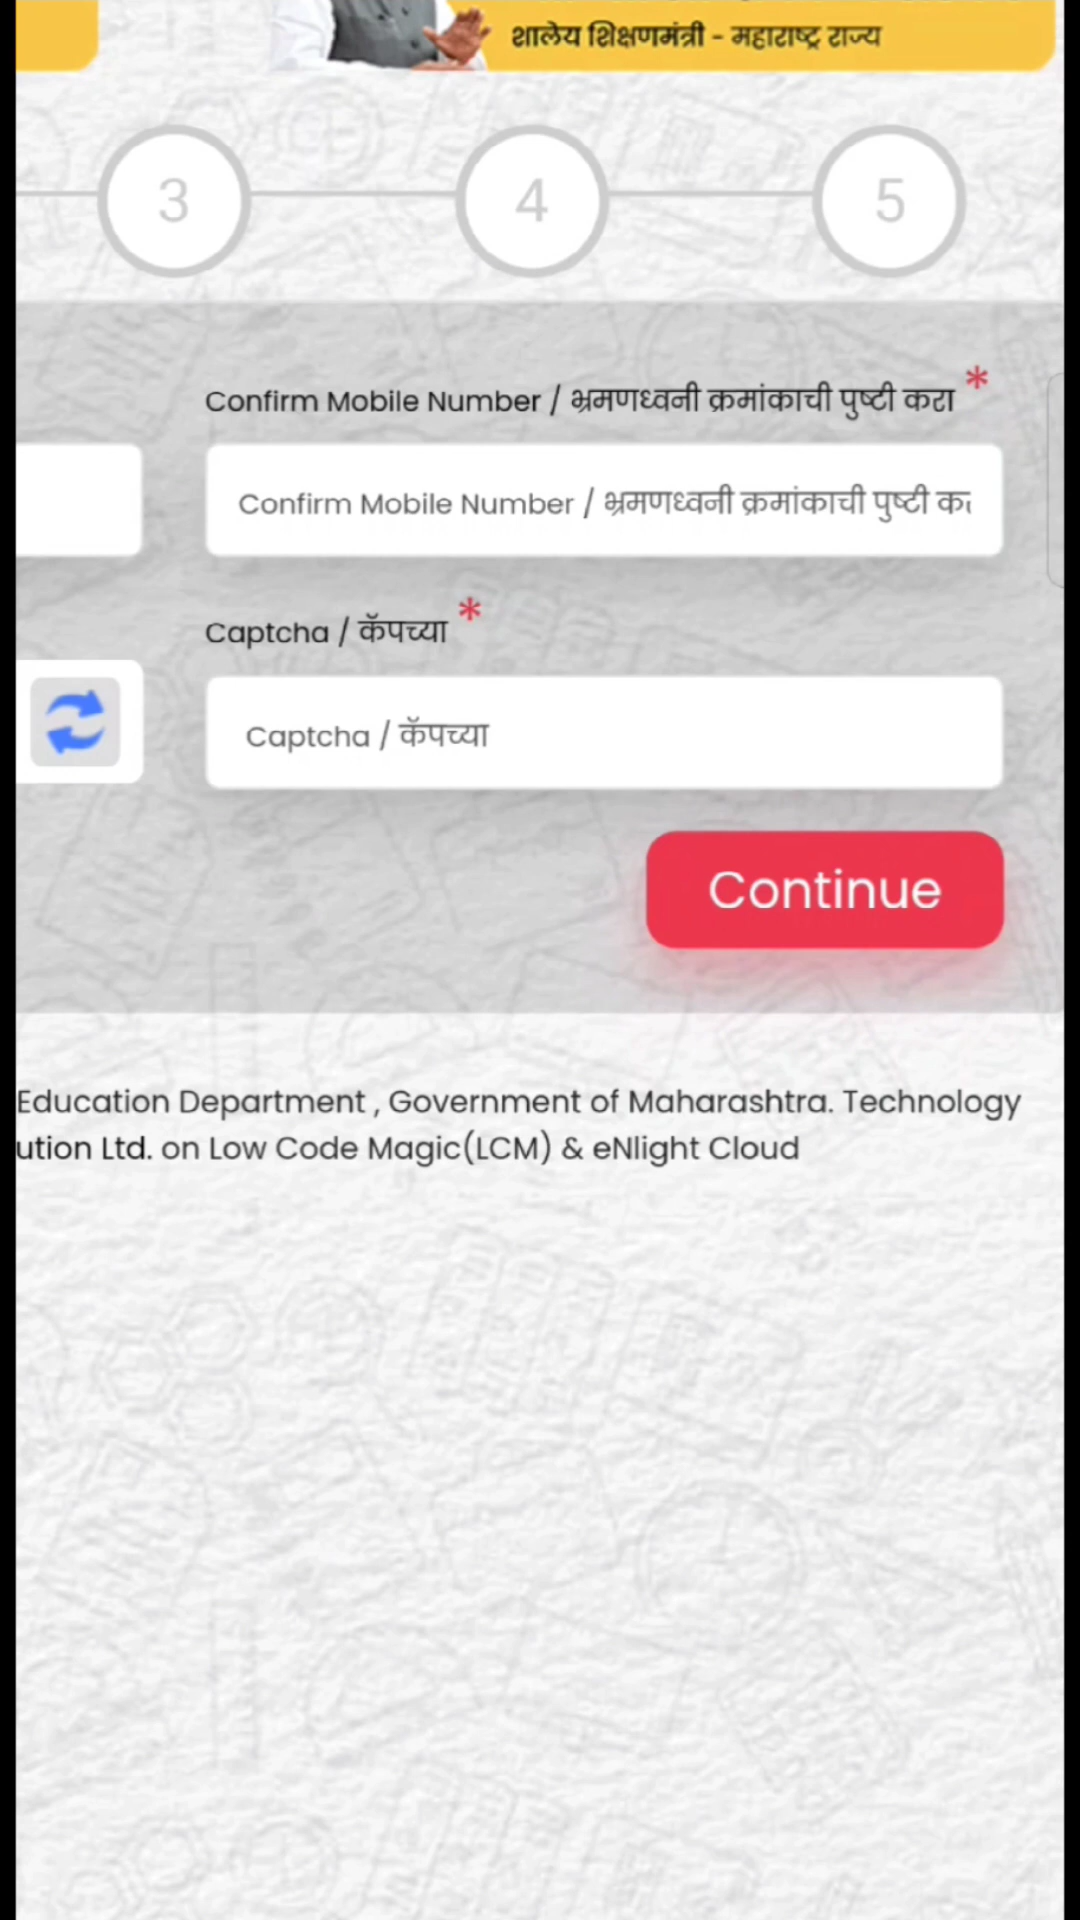 शालेय शिक्षणमंत्री - महाराष्ट्र राज्य
3 4 5
Confirm Mobile Number / भ्रमणध्वनी क्रमांकाची पुष्टी करा *
Confirm Mobile Number / भ्रमणध्वनी क्रमांकाची पुष्टी कर
Captcha / कॅपच्या *
Captcha / कॅपच्या
Continue
Education Department , Government of Maharashtra. Technology
ution Ltd. on Low Code Magic(LCM) & eNlight Cloud